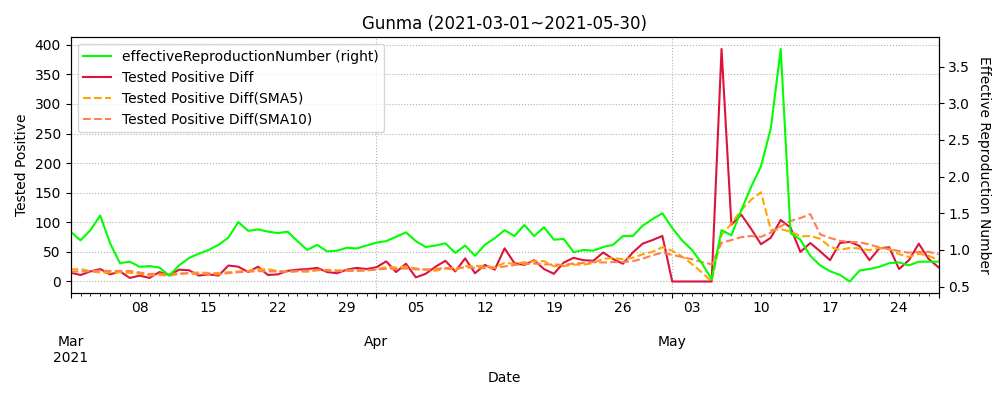 Gunma (2021-03-01~2021-05-30)
effectiveReproductionNumber (right)
Tested Positive Diff
Tested Positive Diff(SMA5)
Tested Positive Diff(SMA10)
Tested Positive
400
350
300
250
200
150
100
50
0
3.5
3.0
2.5
2.0
1.5
1.0
0.5
Effective Reproduction Number
08 15 22 29 05 12 19 26 03 10 17 24
Mar Apr May
2021
Date